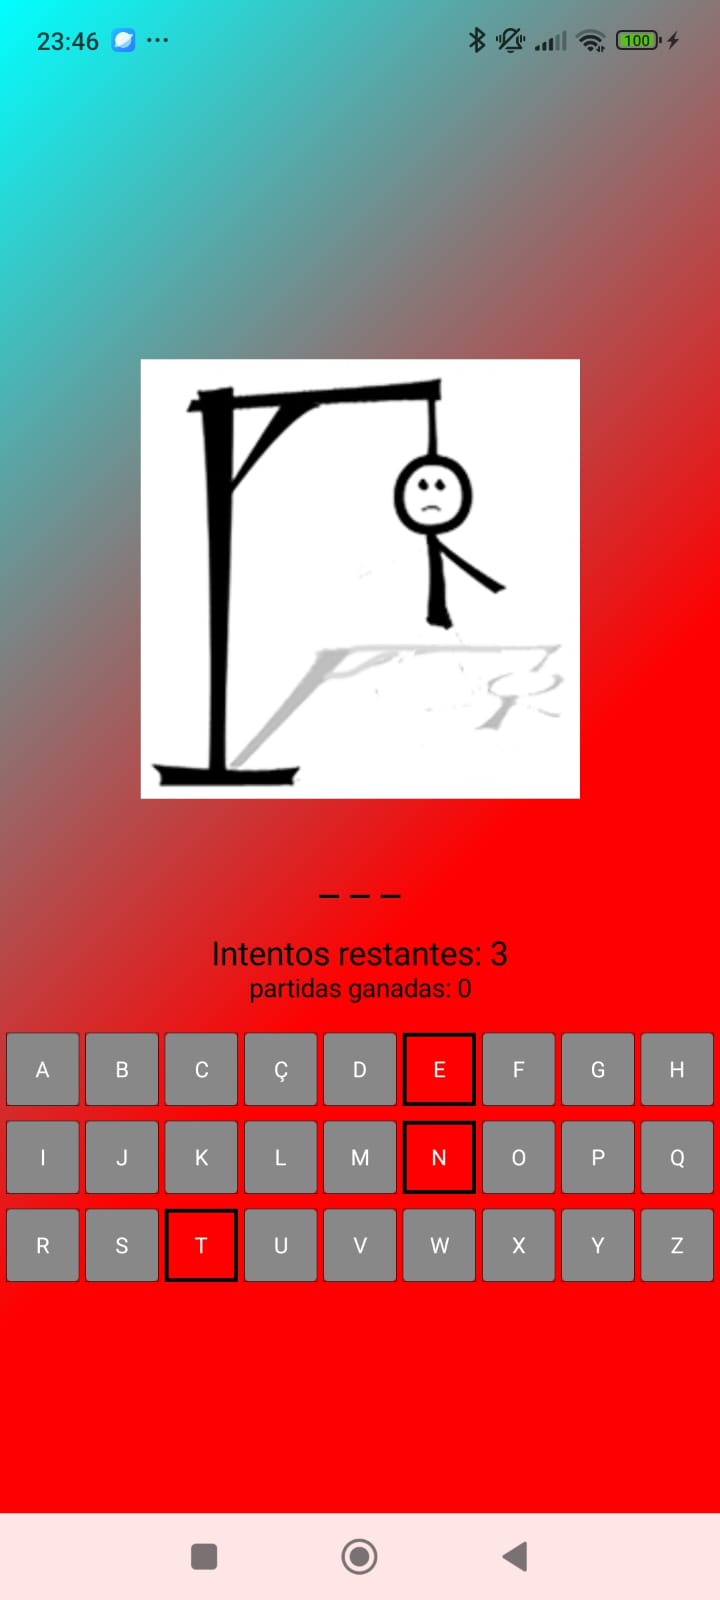 23:46 ...
100
_ _ _
Intentos restantes: 3
partidas ganadas: 0
A B C Ç D E F G H
I J K L M N O P Q
R S T U V W X Y Z